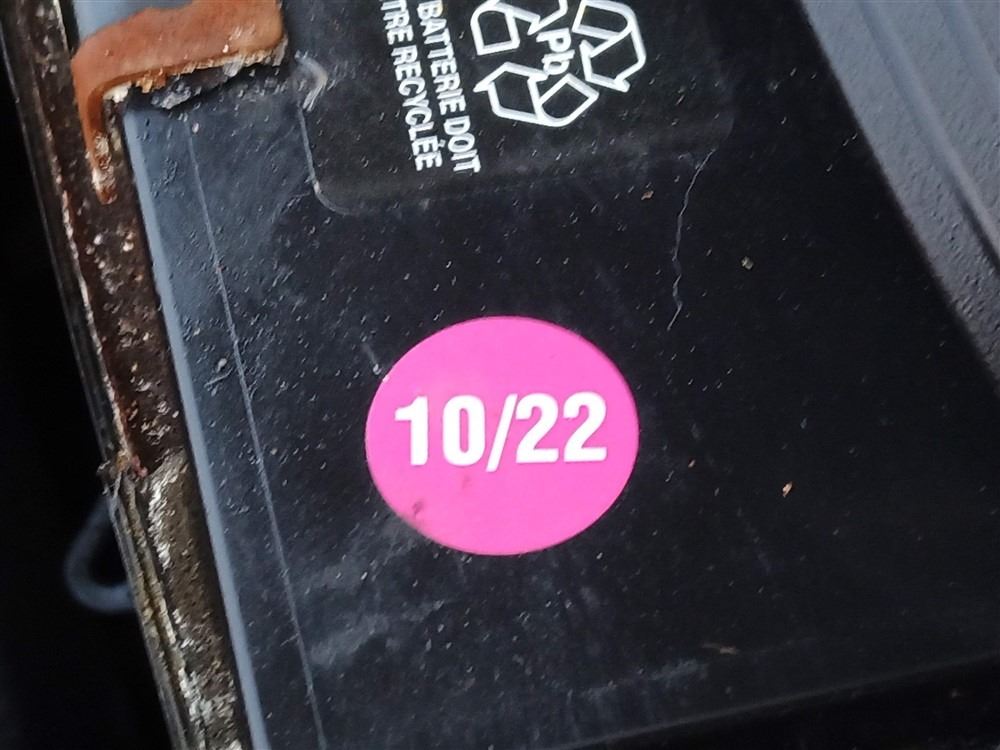 BATTERIE DOIT
TRE RECYCLÉE
Pb
10/22